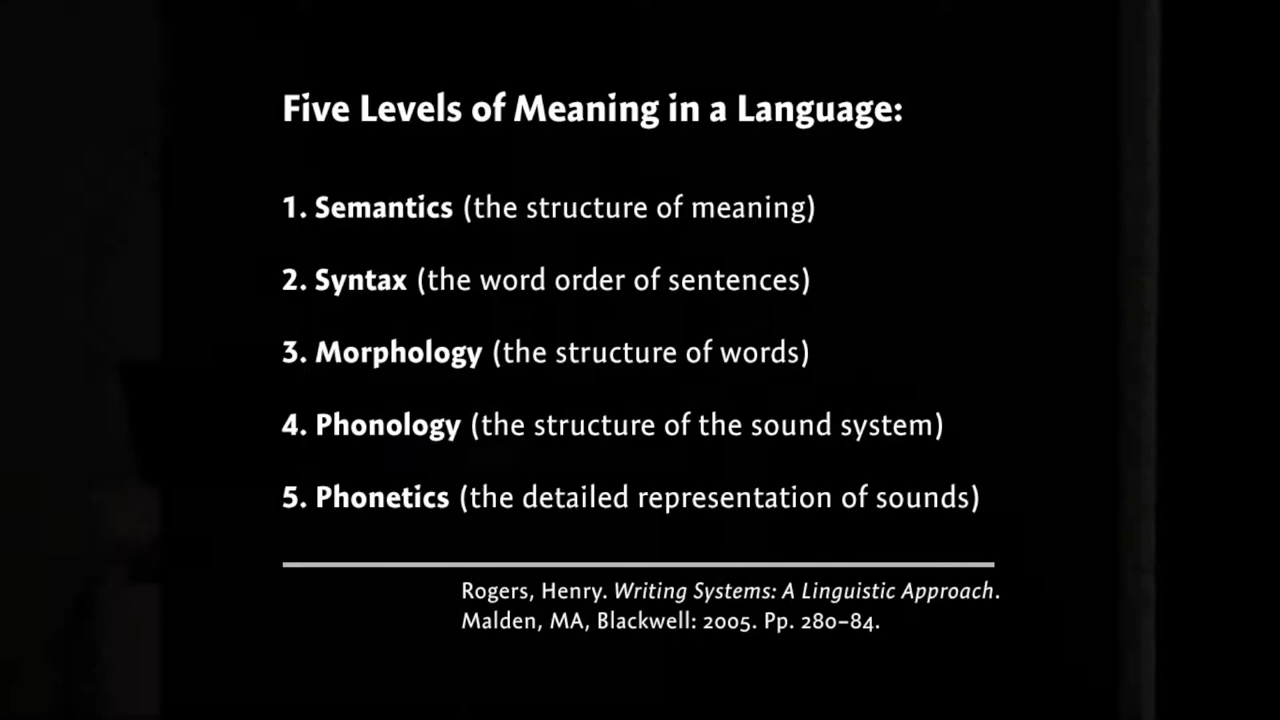 Five Levels of Meaning in a Language:
1. Semantics (the structure of meaning)
2. Syntax (the word order of sentences)
3. Morphology (the structure of words)
4. Phonology (the structure of the sound system)
5. Phonetics (the detailed representation of sounds)
Rogers, Henry. Writing Systems: A Linguistic Approach.
Malden, MA, Blackwell: 2005. Pp. 280–84.